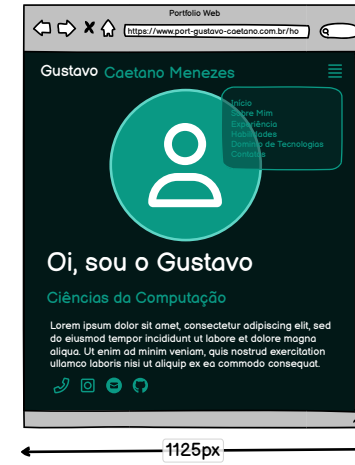 Portfolio Web
https://www.port-gustavo-caetano.com.br/ho
Gustavo Caetano Menezes
Início
Sobre Mim
Experiência
Habilidades
Domínio de Tecnologias
Contatos
Oi, sou o Gustavo
Ciências da Computação
Lorem ipsum dolor sit amet, consectetur adipiscing elit, sed
do eiusmod tempor incididunt ut labore et dolore magna
aliqua. Ut enim ad minim veniam, quis nostrud exercitation
ullamco laboris nisi ut aliquip ex ea commodo consequat.
1125px